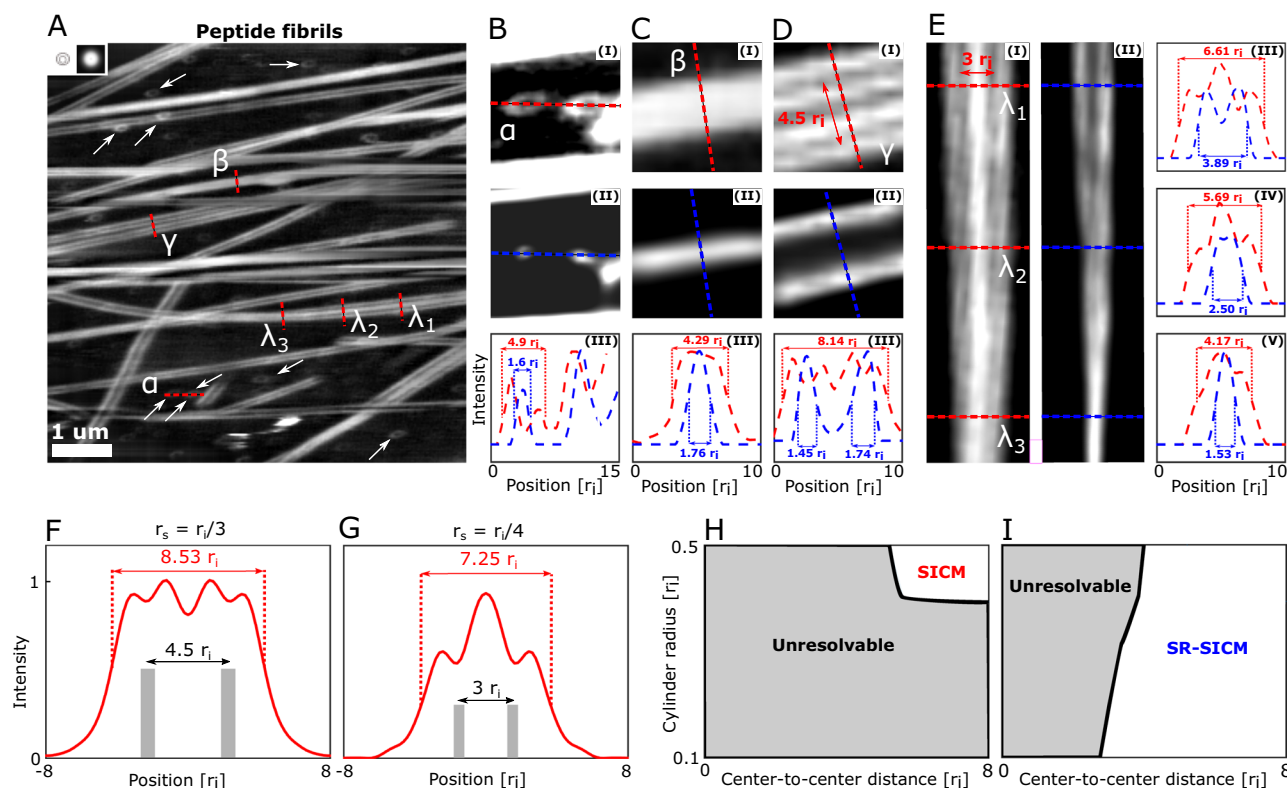 A
Peptide fibrils
β
γ
λ3
λ2
λ1
α
1 um
B
(I)
α
(II)
(III)
4.9 ri
1.6 ri
Intensity
0
15
Position [ri]
C
(I)
β
(II)
(III)
4.29 ri
1.76 ri
0
10
Position [ri]
D
(I)
4.5 ri
γ
(II)
(III)
8.14 ri
1.45 ri
1.74 ri
0
10
Position [ri]
E
(I)
3 ri
λ1
λ2
λ3
(II)
(III)
6.61 ri
3.89 ri
(IV)
5.69 ri
2.50 ri
(V)
4.17 ri
1.53 ri
0
10
Position [ri]
F
rs = ri/3
8.53 ri
4.5 ri
1
Intensity
0
-8
8
Position [ri]
G
rs = ri/4
7.25 ri
3 ri
-8
8
Position [ri]
H
0.5
Cylinder radius [ri]
0.1
SICM
Unresolvable
0
8
Center-to-center distance [ri]
I
Unresolvable
SR-SICM
0
8
Center-to-center distance [ri]